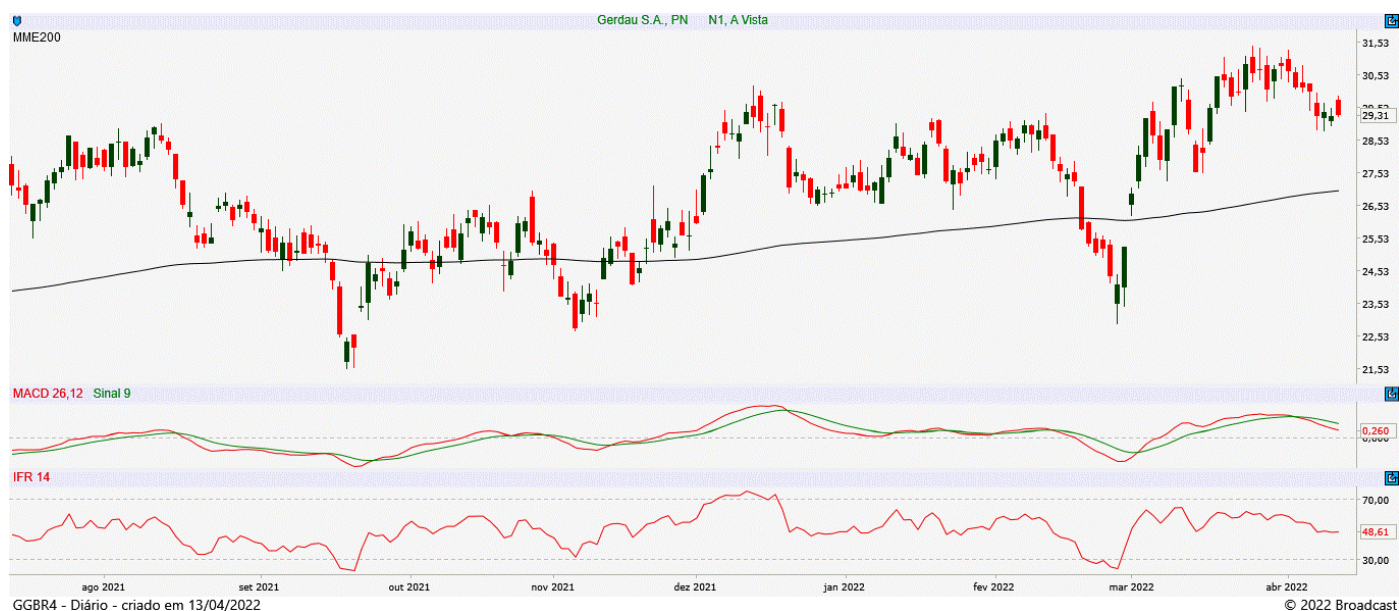 Gerdau S.A., PN N1, A Vista
MME200
31,53
30,53
29,31
28,53
27,53
26,53
25,53
24,53
23,53
22,53
21,53
MACD 26,12 Sinal 9
0,260
IFR 14
70,00
48,61
30,00
ago 2021 set 2021 out 2021 nov 2021 dez 2021 jan 2022 fev 2022 mar 2022 abr 2022
GGBR4 - Diário - criado em 13/04/2022 © 2022 Broadcast